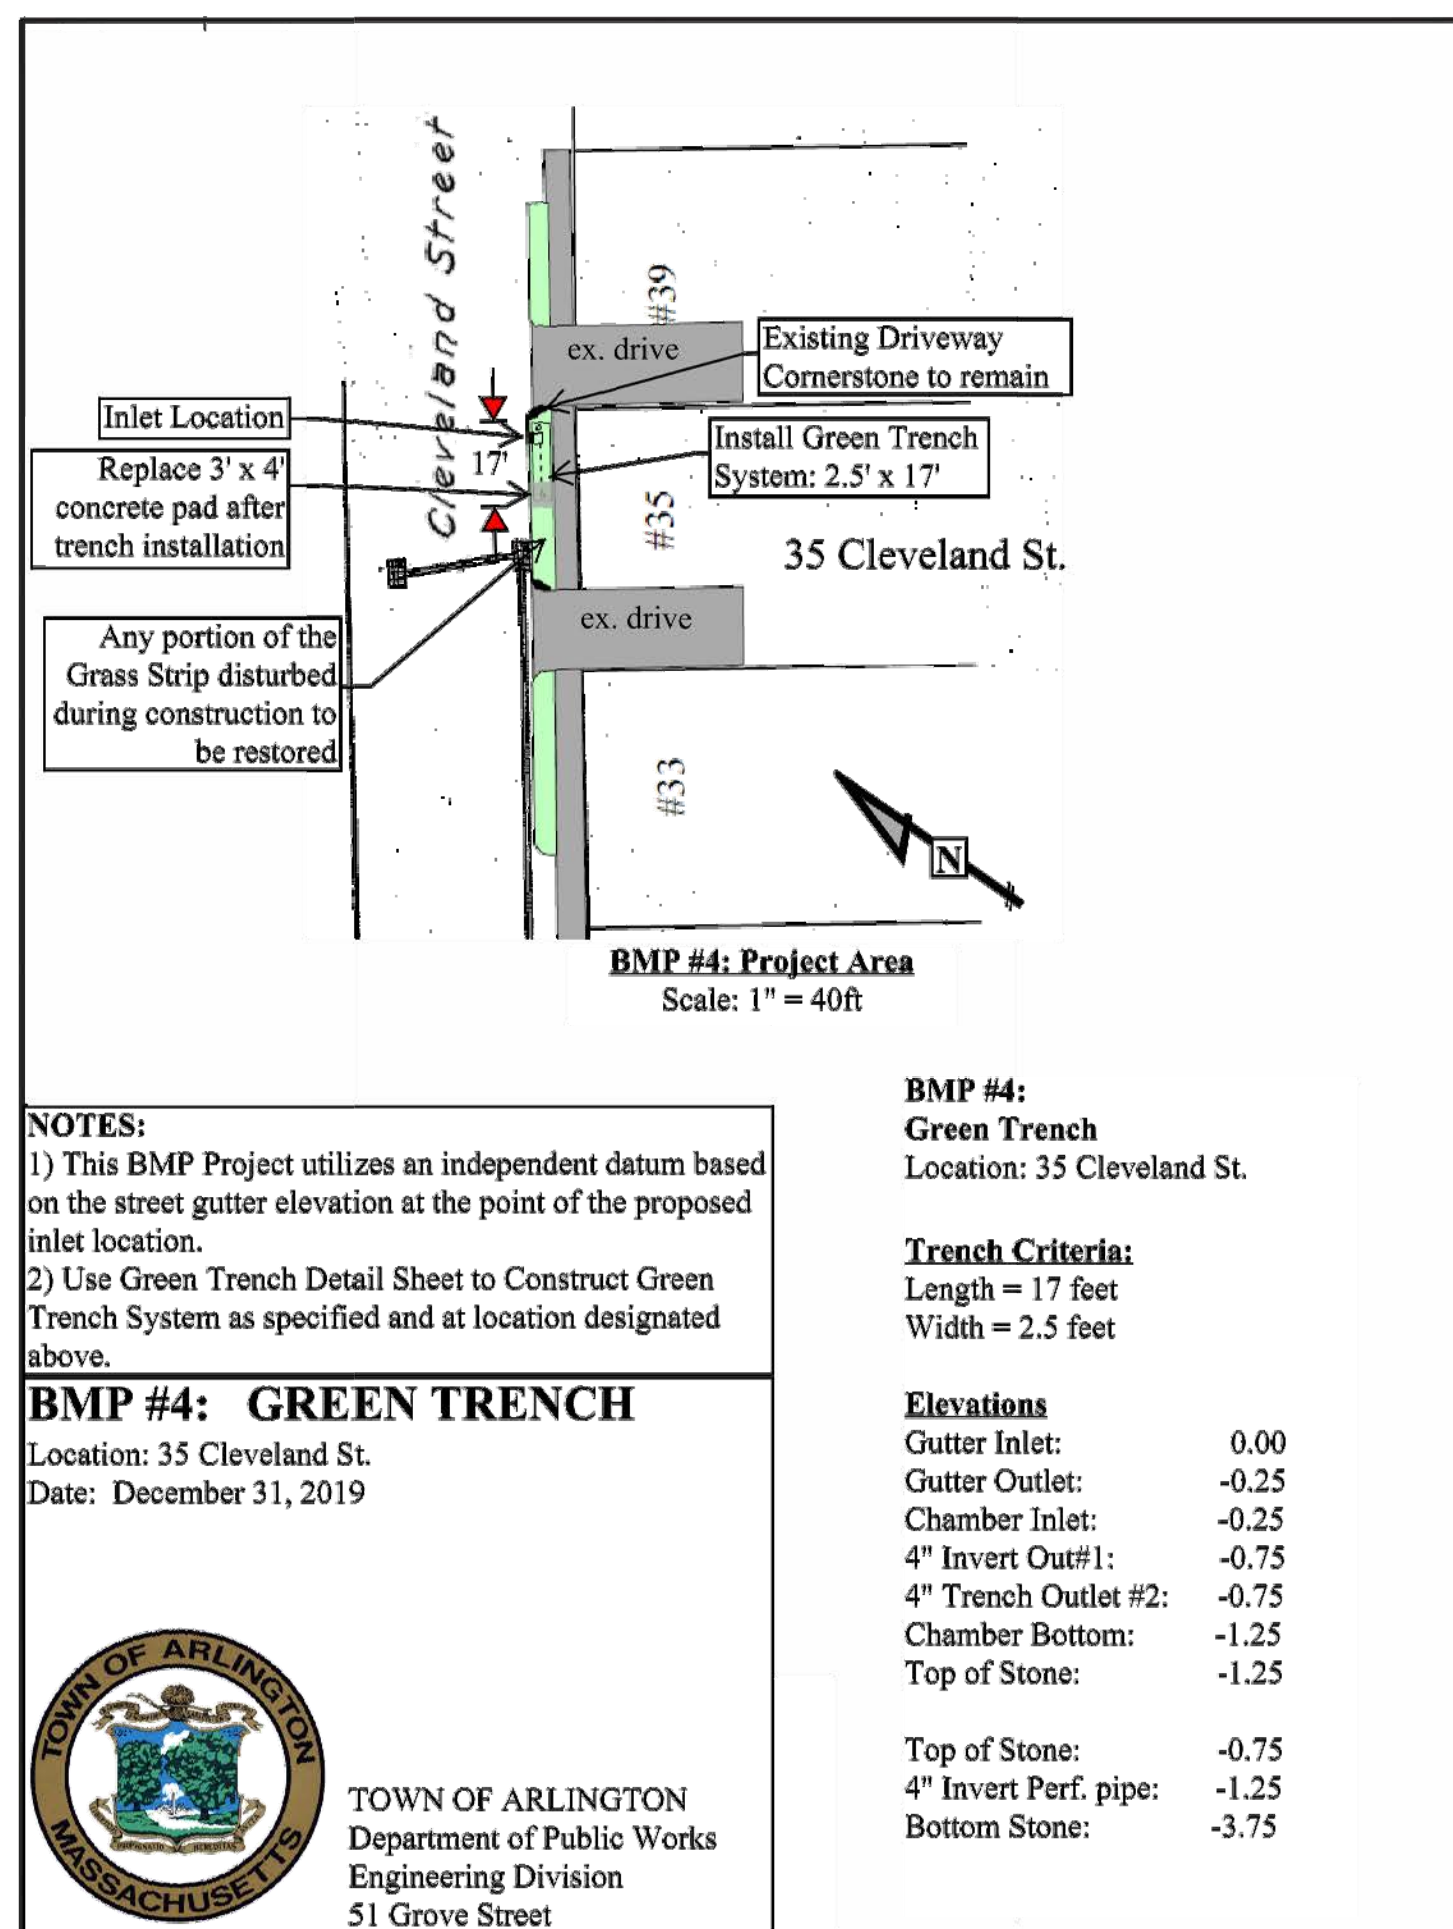 Cleveland Street
#39
ex. drive
Existing Driveway
Cornerstone to remain
Inlet Location
17'
Install Green Trench
System: 2.5' x 17'
Replace 3' x 4'
concrete pad after
trench installation
#35
35 Cleveland St.
ex. drive
Any portion of the
Grass Strip disturbed
during construction to
be restored
#33
N
BMP #4: Project Area
Scale: 1" = 40ft
NOTES:
1) This BMP Project utilizes an independent datum based
on the street gutter elevation at the point of the proposed
inlet location.
2) Use Green Trench Detail Sheet to Construct Green
Trench System as specified and at location designated
above.
BMP #4: GREEN TRENCH
Location: 35 Cleveland St.
Date: December 31, 2019
TOWN OF ARLINGTON
MASSACHUSETTS
TOWN OF ARLINGTON
Department of Public Works
Engineering Division
51 Grove Street
BMP #4:
Green Trench
Location: 35 Cleveland St.
Trench Criteria:
Length = 17 feet
Width = 2.5 feet
Elevations
Gutter Inlet: 0.00
Gutter Outlet: -0.25
Chamber Inlet: -0.25
4" Invert Out#1: -0.75
4" Trench Outlet #2: -0.75
Chamber Bottom: -1.25
Top of Stone: -1.25
Top of Stone: -0.75
4" Invert Perf. pipe: -1.25
Bottom Stone: -3.75